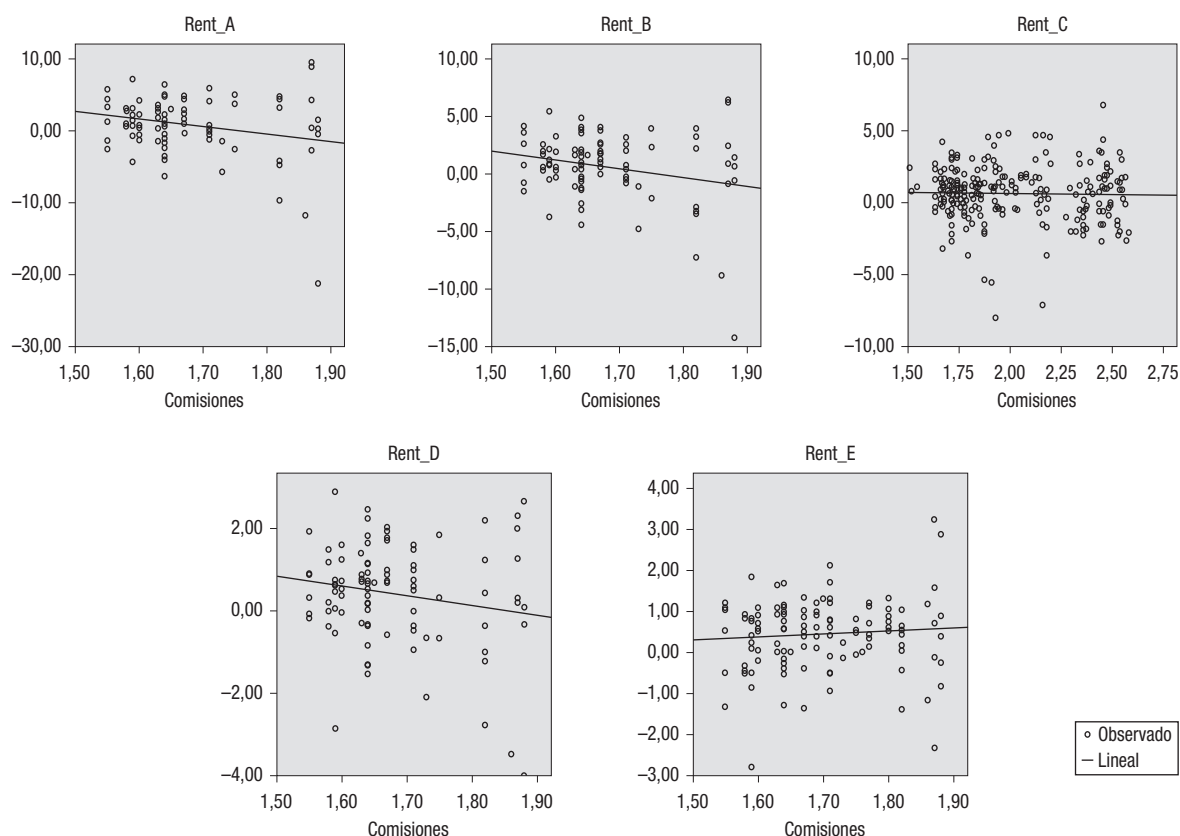 Rent_A
10,00
0,00
–10,00
–20,00
–30,00
1,50 1,60 1,70 1,80 1,90
Comisiones
Rent_B
10,00
5,00
0,00
–5,00
–10,00
–15,00
1,50 1,60 1,70 1,80 1,90
Comisiones
Rent_C
10,00
5,00
0,00
–5,00
–10,00
1,50 1,75 2,00 2,25 2,50 2,75
Comisiones
Rent_D
2,00
0,00
–2,00
–4,00
1,50 1,60 1,70 1,80 1,90
Comisiones
Rent_E
4,00
3,00
2,00
1,00
0,00
–1,00
–2,00
–3,00
1,50 1,60 1,70 1,80 1,90
Comisiones
Observado
Lineal